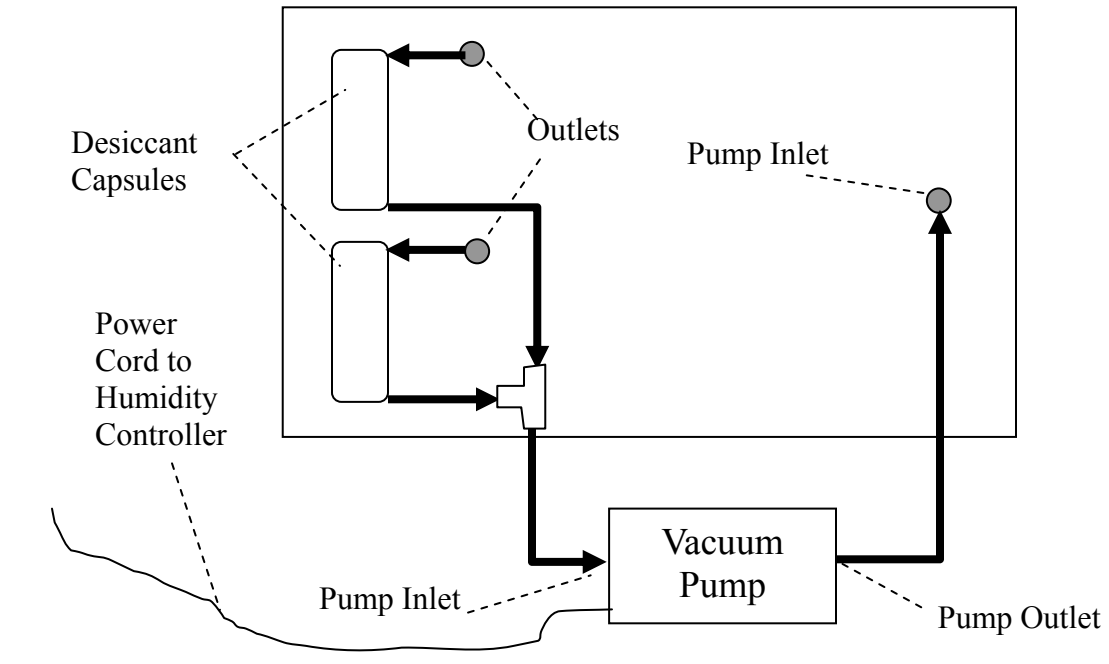 Desiccant
Capsules
Outlets
Pump Inlet
Power
Cord to
Humidity
Controller
Vacuum
Pump
Pump Inlet
Pump Outlet